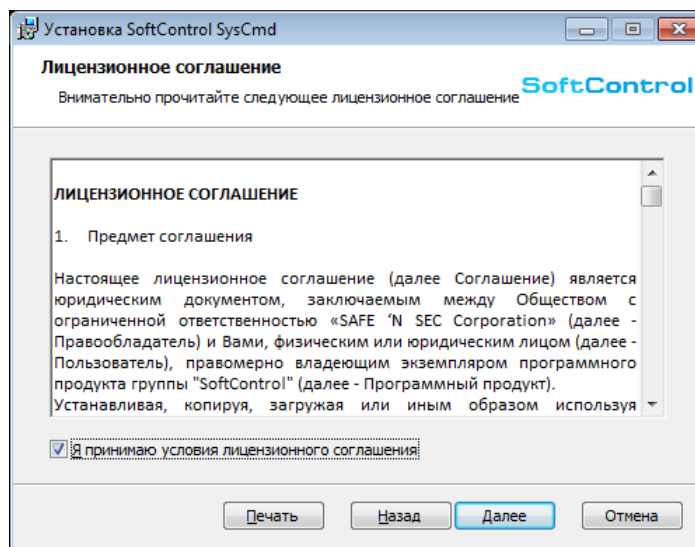 Установка SoftControl SysCmd
Лицензионное соглашение
Внимательно прочитайте следующее лицензионное соглашение
SoftControl
ЛИЦЕНЗИОННОЕ СОГЛАШЕНИЕ
1. Предмет соглашения
Настоящее лицензионное соглашение (далее Соглашение) является
юридическим документом, заключаемым между Обществом с
ограниченной ответственностью «SAFE ‘N SEC Corporation» (далее -
Правообладатель) и Вами, физическим или юридическим лицом (далее -
Пользователь), правомерно владеющим экземпляром программного
продукта группы "SoftControl" (далее - Программный продукт).
Устанавливая, копируя, загружая или иным образом используя
Я принимаю условия лицензионного соглашения
Печать Назад Далее Отмена